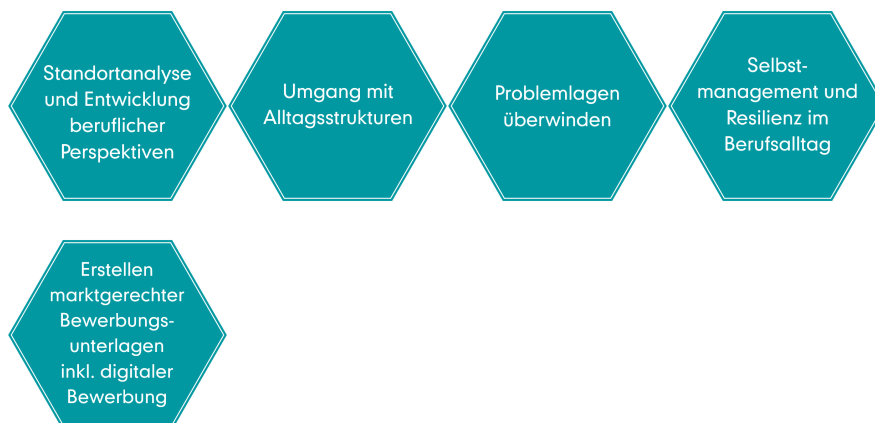 Standortanalyse
und Entwicklung
beruflicher
Perspektiven
Umgang mit
Alltagsstrukturen
Problemlagen
überwinden
Selbst-
management und
Resilienz im
Berufsalltag
Erstellen
marktgerechter
Bewerbungs-
unterlagen
inkl. digitaler
Bewerbung